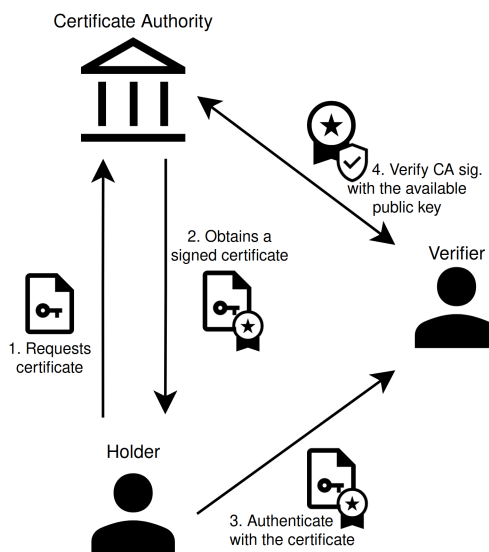 Certificate Authority
4. Verify CA sig.
with the available
public key
2. Obtains a
signed certificate
Verifier
1. Requests
certificate
Holder
3. Authenticate
with the certificate